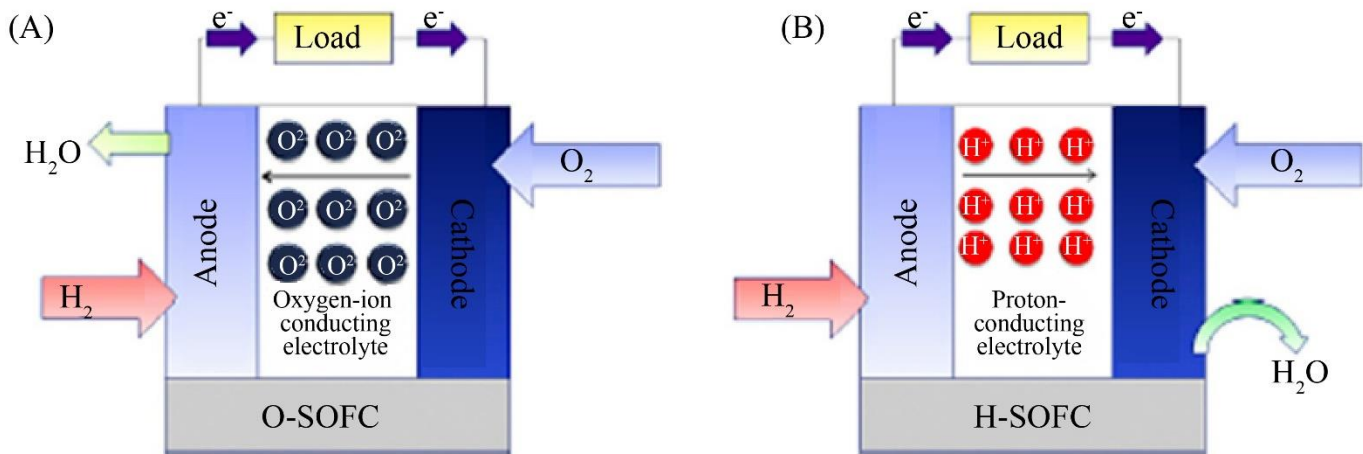 (A)
e⁻
Load
e⁻
H₂O
O² O² O²
O₂
O² O² O²
O² O² O²
Anode
Cathode
H₂
Oxygen-ion
conducting
electrolyte
O-SOFC
(B)
e⁻
Load
e⁻
H⁺ H⁺ H⁺
O₂
H⁺ H⁺ H⁺
H⁺ H⁺ H⁺
Anode
Cathode
H₂
Proton-
conducting
electrolyte
H₂O
H-SOFC